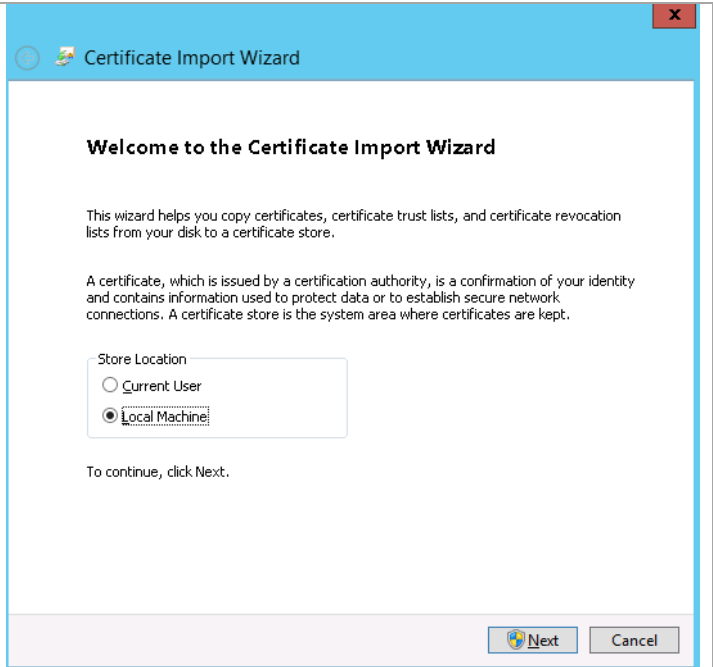 x
Certificate Import Wizard
Welcome to the Certificate Import Wizard
This wizard helps you copy certificates, certificate trust lists, and certificate revocation
lists from your disk to a certificate store.
A certificate, which is issued by a certification authority, is a confirmation of your identity
and contains information used to protect data or to establish secure network
connections. A certificate store is the system area where certificates are kept.
Store Location
Current User
Local Machine
To continue, click Next.
Next Cancel